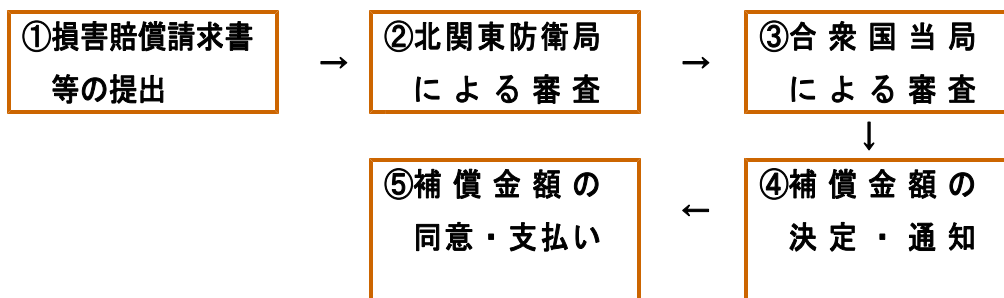 ①損害賠償請求書
等の提出
→
②北関東防衛局
による審査
→
③合衆国当局
による審査
↓
④補償金額の
決定・通知
←
⑤補償金額の
同意・支払い